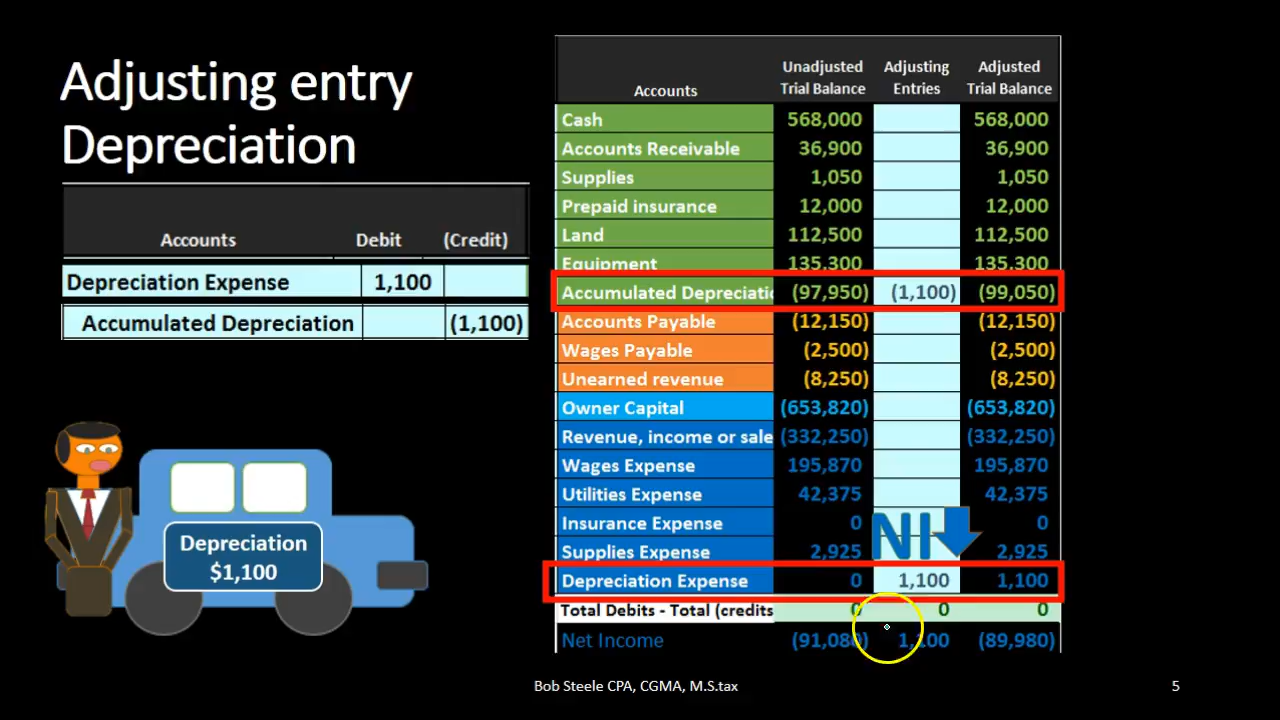 Adjusting entry
Depreciation
Accounts Debit (Credit)
Depreciation Expense 1,100
Accumulated Depreciation (1,100)
Depreciation
$1,100
Accounts Unadjusted Trial Balance Adjusting Entries Adjusted Trial Balance
Cash 568,000 568,000
Accounts Receivable 36,900 36,900
Supplies 1,050 1,050
Prepaid insurance 12,000 12,000
Land 112,500 112,500
Equipment 135,300 135,300
Accumulated Depreciatio (97,950) (1,100) (99,050)
Accounts Payable (12,150) (12,150)
Wages Payable (2,500) (2,500)
Unearned revenue (8,250) (8,250)
Owner Capital (653,820) (653,820)
Revenue, income or sale (332,250) (332,250)
Wages Expense 195,870 195,870
Utilities Expense 42,375 42,375
Insurance Expense 0 0
NI
Supplies Expense 2,925 2,925
Depreciation Expense 0 1,100 1,100
Total Debits - Total (credits 0 0 0
Net Income (91,080) 1,100 (89,980)
Bob Steele CPA, CGMA, M.S.tax
5